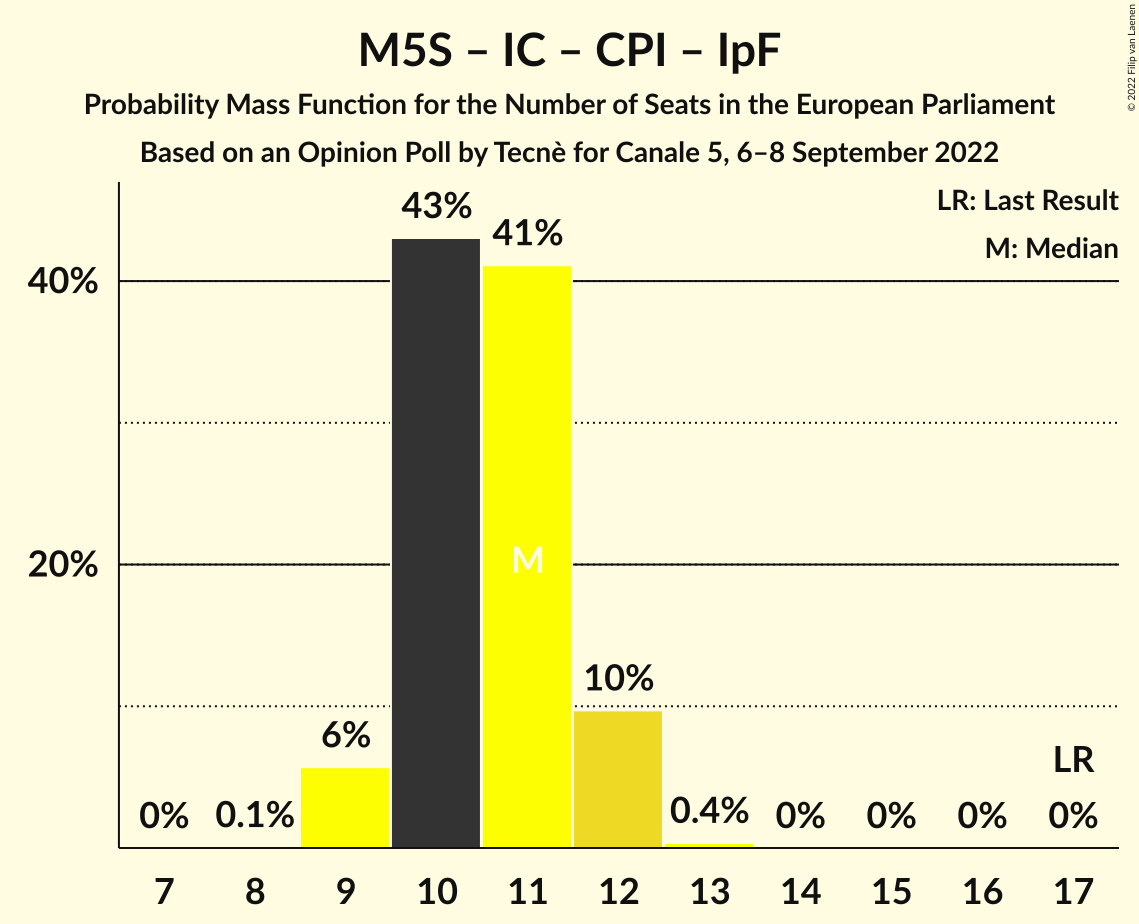 M5S – IC – CPI – IpF
Probability Mass Function for the Number of Seats in the European Parliament
Based on an Opinion Poll by Tecnè for Canale 5, 6–8 September 2022
© 2022 Filip van Laenen
LR: Last Result
M: Median
43%
41%
40%
M
20%
10%
6%
LR
0% 0.1% 0.4% 0% 0% 0% 0%
7 8 9 10 11 12 13 14 15 16 17